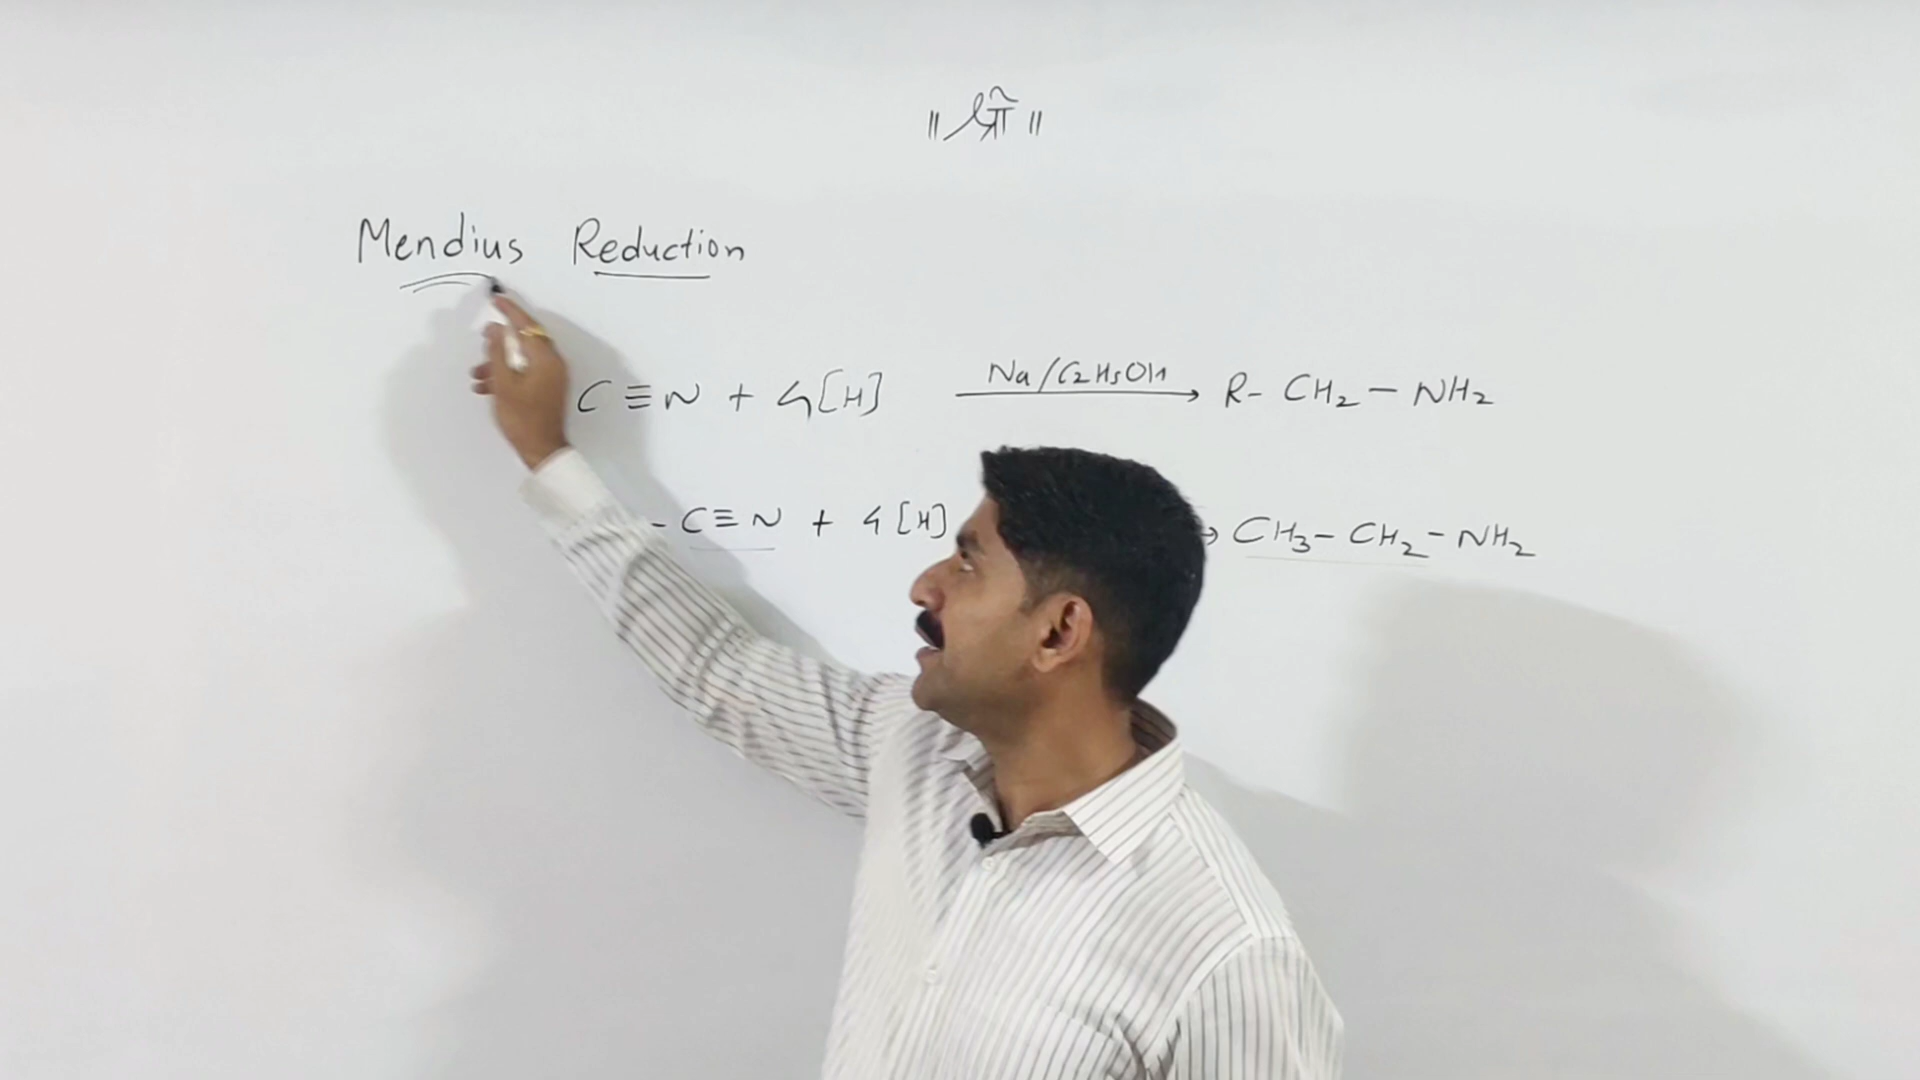 ॥ श्री ॥
Mendius Reduction
C≡N + 4[H] Na/C2H5OH → R- CH2 - NH2
- C≡N + 4[H] → CH3 - CH2 - NH2